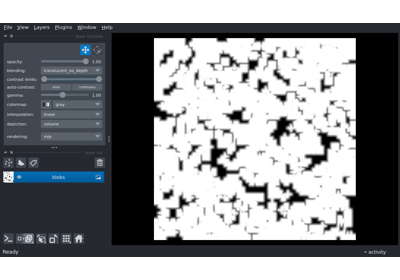 File View Layers Plugins Window Help
opacity: 1.00
blending: translucent_no_depth
contrast limits:
auto-contrast: once continuous
gamma: 1.00
colormap: gray
interpolation: linear
depiction: volume
rendering: mip
blobs
Ready activity